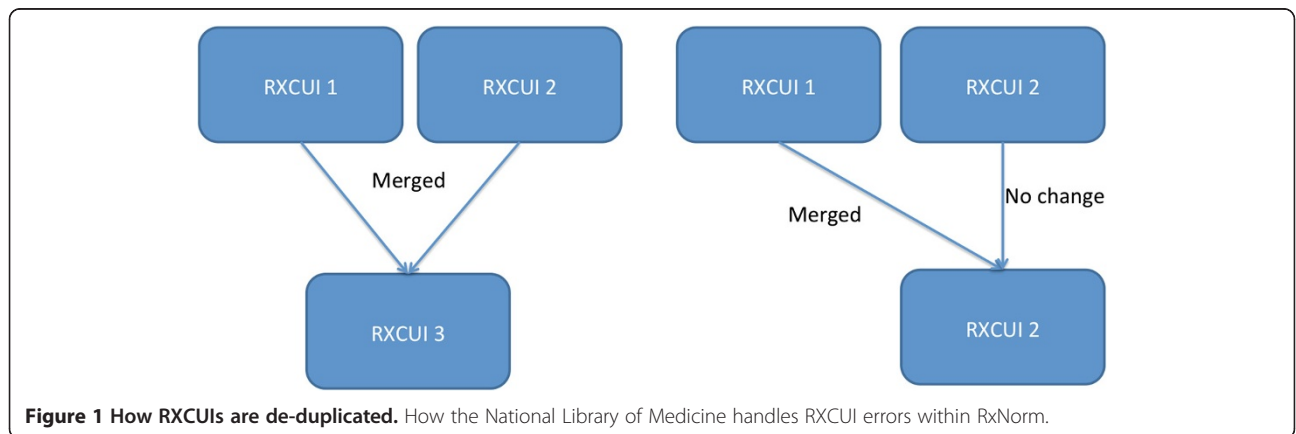 RXCUI 1
RXCUI 2
Merged
RXCUI 3
RXCUI 1
RXCUI 2
Merged
No change
RXCUI 2
Figure 1 How RXCUIs are de-duplicated. How the National Library of Medicine handles RXCUI errors within RxNorm.